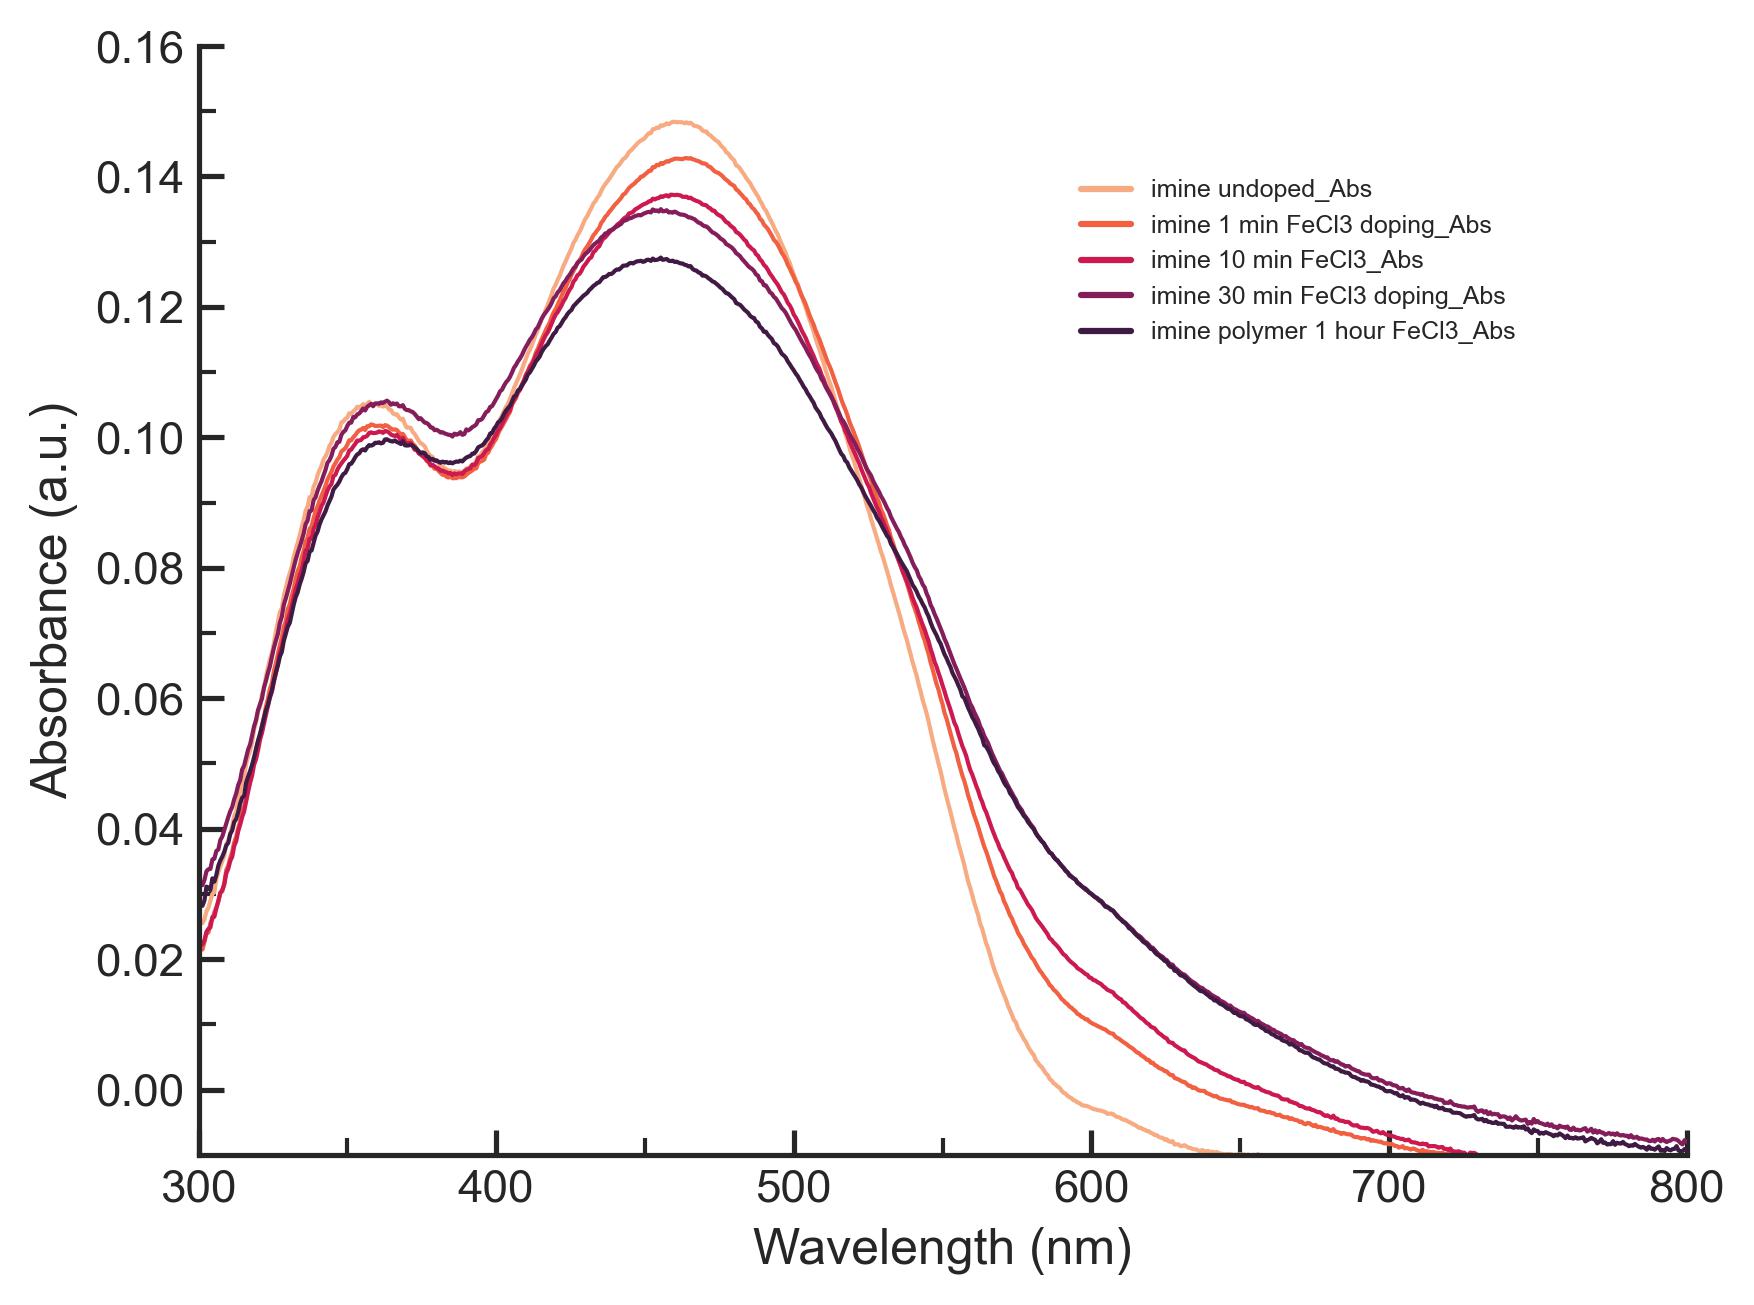 0.16
0.14
0.12
0.10
0.08
0.06
0.04
0.02
0.00
Absorbance (a.u.)
imine undoped_Abs
imine 1 min FeCl3 doping_Abs
imine 10 min FeCl3_Abs
imine 30 min FeCl3 doping_Abs
imine polymer 1 hour FeCl3_Abs
300 400 500 600 700 800
Wavelength (nm)